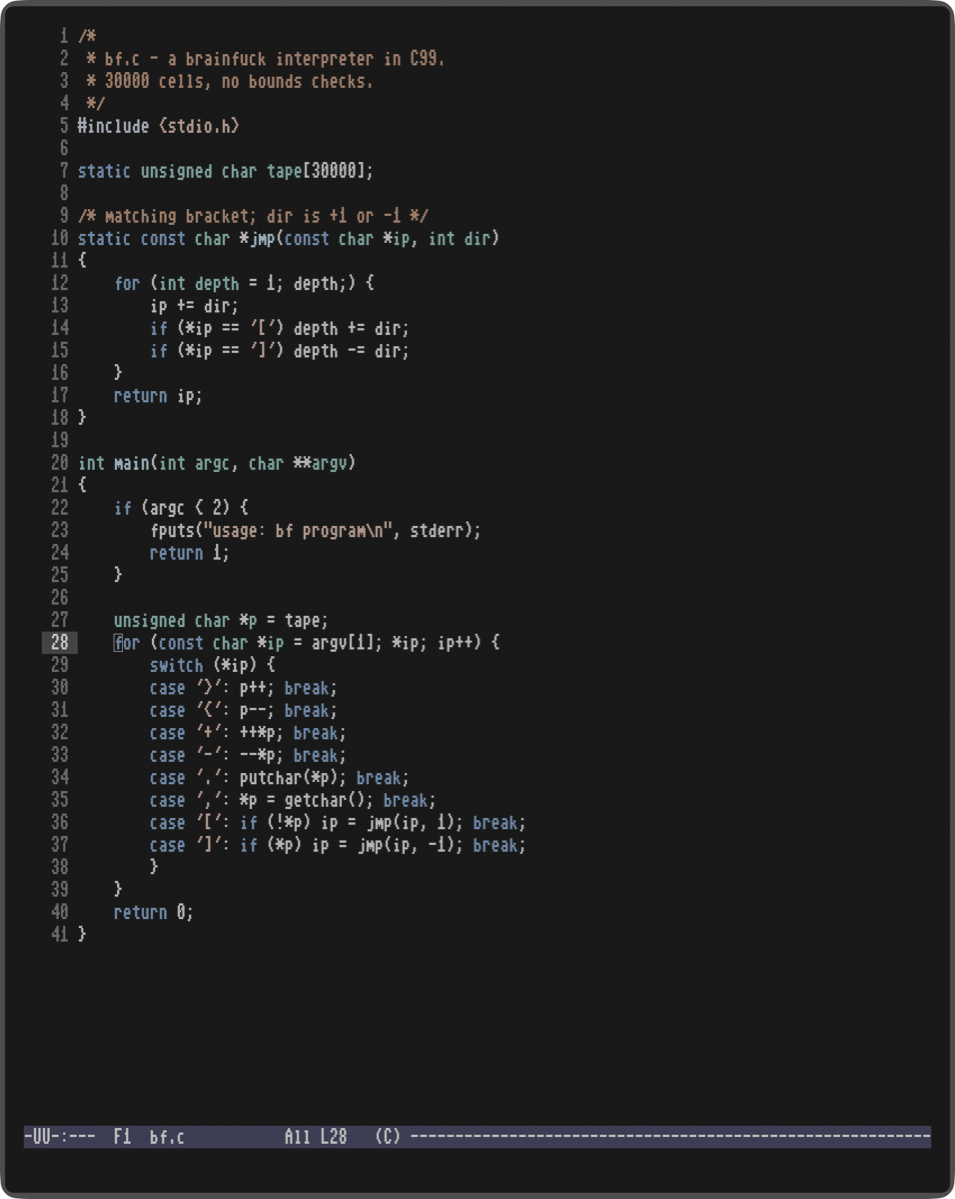 1 /*
2  * bf.c - a brainfuck interpreter in C99.
3  * 30000 cells, no bounds checks.
4  */
5 #include <stdio.h>
6
7 static unsigned char tape[30000];
8
9 /* matching bracket; dir is +1 or -1 */
10 static const char *jmp(const char *ip, int dir)
11 {
12     for (int depth = 1; depth;) {
13         ip += dir;
14         if (*ip == '[') depth += dir;
15         if (*ip == ']') depth -= dir;
16     }
17     return ip;
18 }
19
20 int main(int argc, char **argv)
21 {
22     if (argc < 2) {
23         fputs("usage: bf program\n", stderr);
24         return 1;
25     }
26
27     unsigned char *p = tape;
28     for (const char *ip = argv[1]; *ip; ip++) {
29         switch (*ip) {
30         case '>': p++; break;
31         case '<': p--; break;
32         case '+': ++*p; break;
33         case '-': --*p; break;
34         case '.': putchar(*p); break;
35         case ',': *p = getchar(); break;
36         case '[': if (!*p) ip = jmp(ip, 1); break;
37         case ']': if (*p) ip = jmp(ip, -1); break;
38         }
39     }
40     return 0;
41 }
-UU-:---  F1  bf.c           All L28   (C) ----------------------------------------------------------